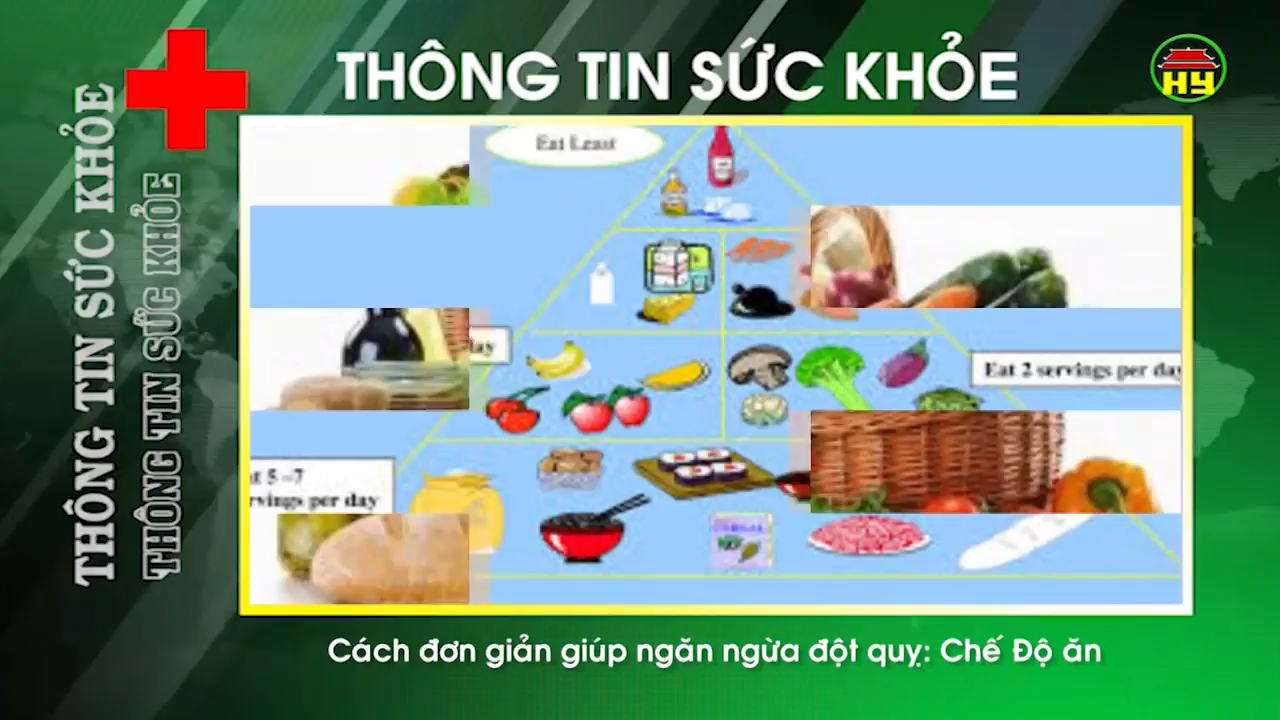 THÔNG TIN SỨC KHỎE
HY
THÔNG TIN SỨC KHỎE
THÔNG TIN SỨC KHỎE
Eat Least
day
Eat 2 servings per day
5 –7
servings per day
Cách đơn giản giúp ngăn ngừa đột quỵ: Chế Độ ăn